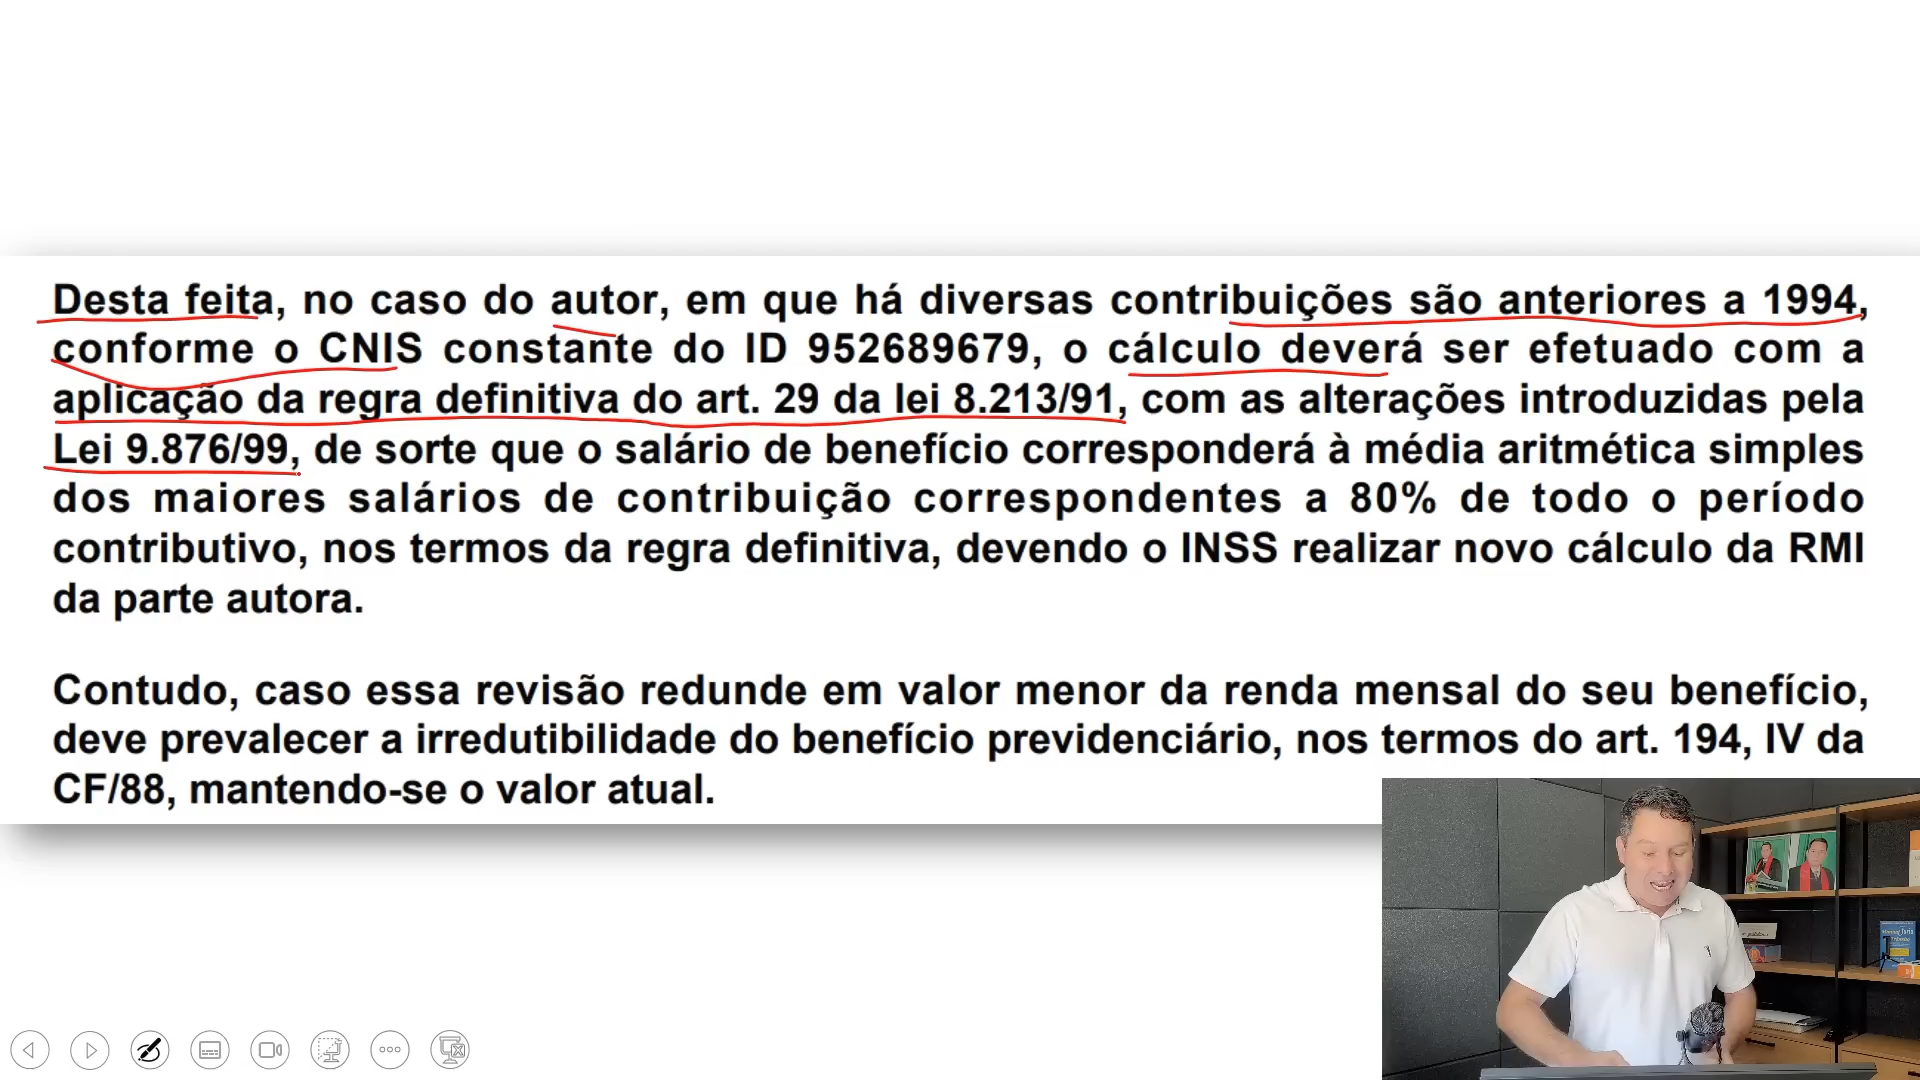 Desta feita, no caso do autor, em que há diversas contribuições são anteriores a 1994,
conforme o CNIS constante do ID 952689679, o cálculo deverá ser efetuado com a
aplicação da regra definitiva do art. 29 da lei 8.213/91, com as alterações introduzidas pela
Lei 9.876/99, de sorte que o salário de benefício corresponderá à média aritmética simples
dos maiores salários de contribuição correspondentes a 80% de todo o período
contributivo, nos termos da regra definitiva, devendo o INSS realizar novo cálculo da RMI
da parte autora.
Contudo, caso essa revisão redunde em valor menor da renda mensal do seu benefício,
deve prevalecer a irredutibilidade do benefício previdenciário, nos termos do art. 194, IV da
CF/88, mantendo-se o valor atual.